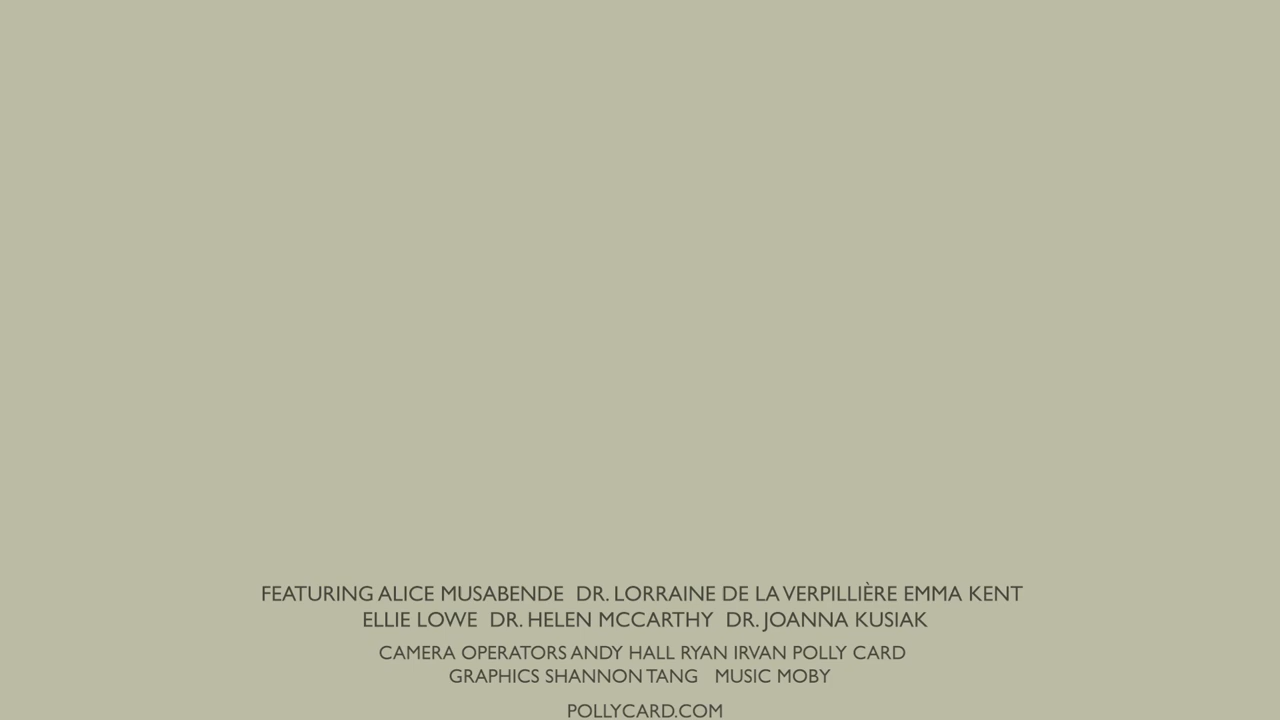 FEATURING ALICE MUSABENDE DR. LORRAINE DE LA VERPILLIÈRE EMMA KENT
ELLIE LOWE DR. HELEN MCCARTHY DR. JOANNA KUSIAK
CAMERA OPERATORS ANDY HALL RYAN IRVAN POLLY CARD
GRAPHICS SHANNON TANG MUSIC MOBY
POLLYCARD.COM